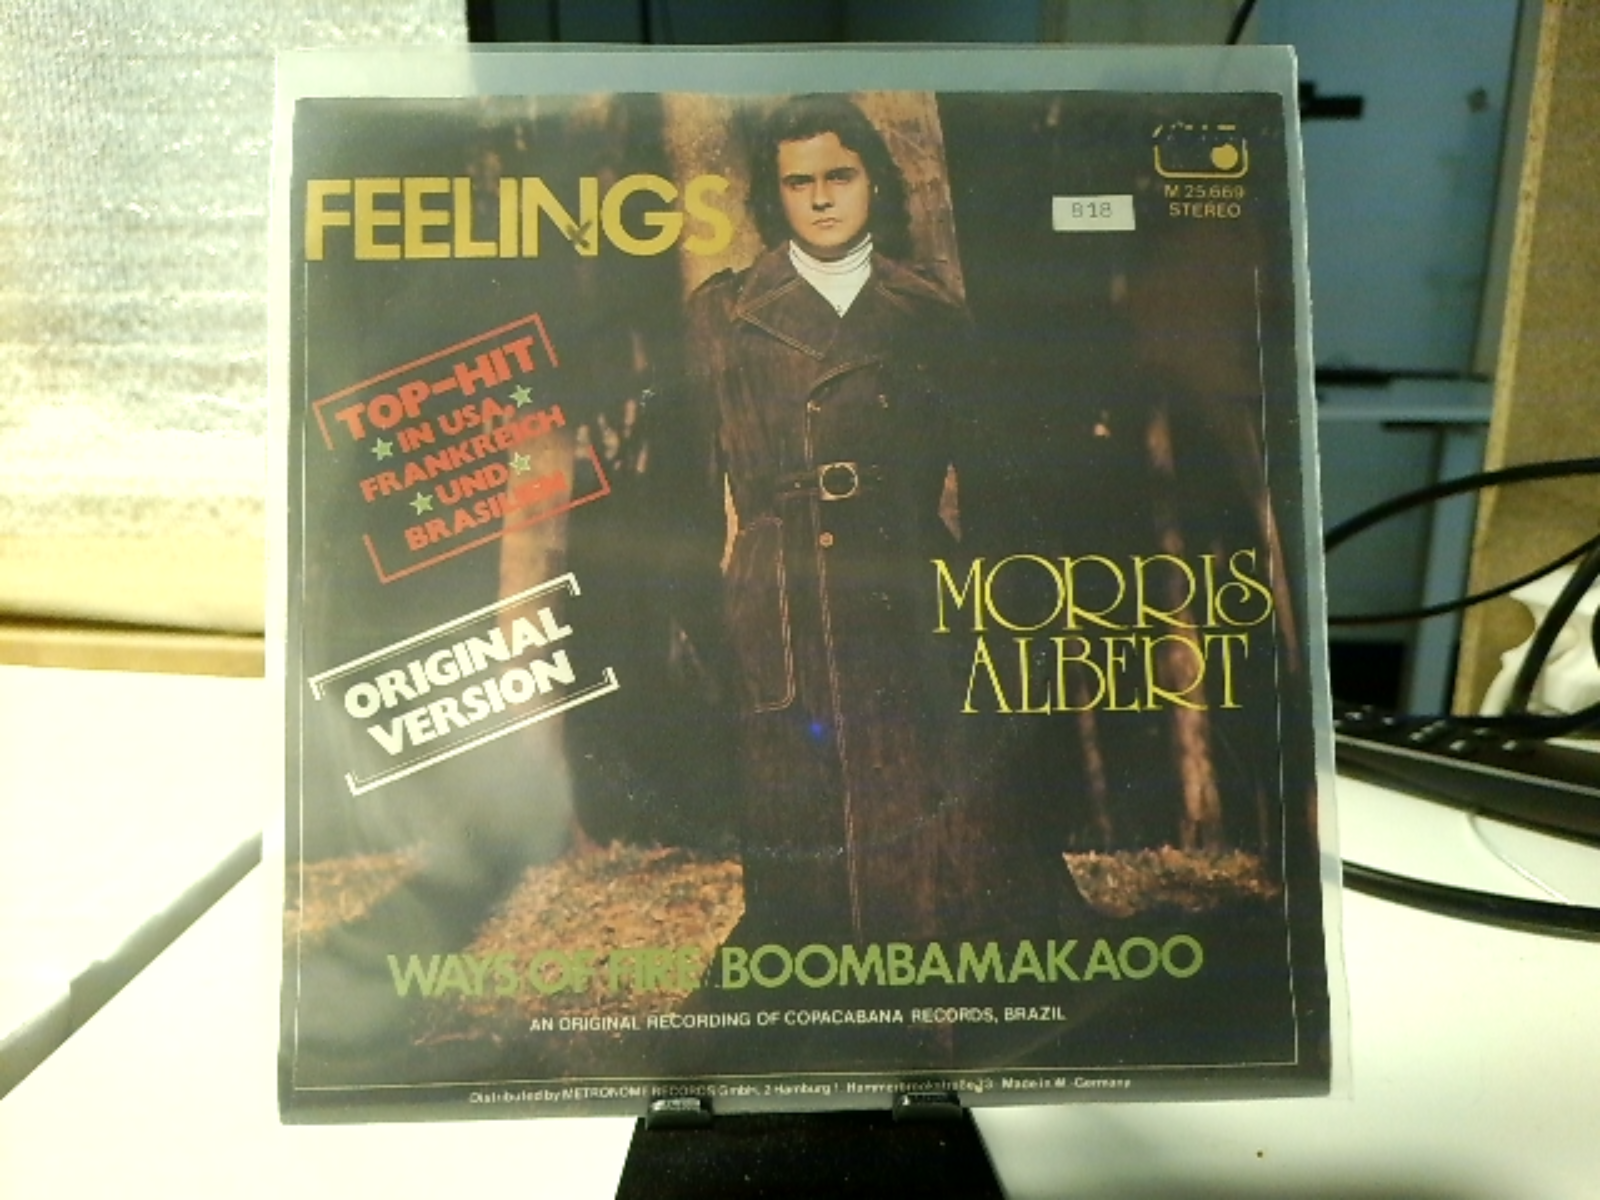 FEELINGS
M 25.669
STEREO
818
TOP-HIT
IN USA,
FRANKREICH
UND
BRASILIEN
ORIGINAL
VERSION
MORRIS
ALBERT
WAYS OF FIRE BOOMBAMAKAOO
AN ORIGINAL RECORDING OF COPACABANA RECORDS, BRAZIL
Distributed by METRONOME RECORDS GmbH, 2 Hamburg 1, Hammerbrookstraße 73 Made in W.-Germany